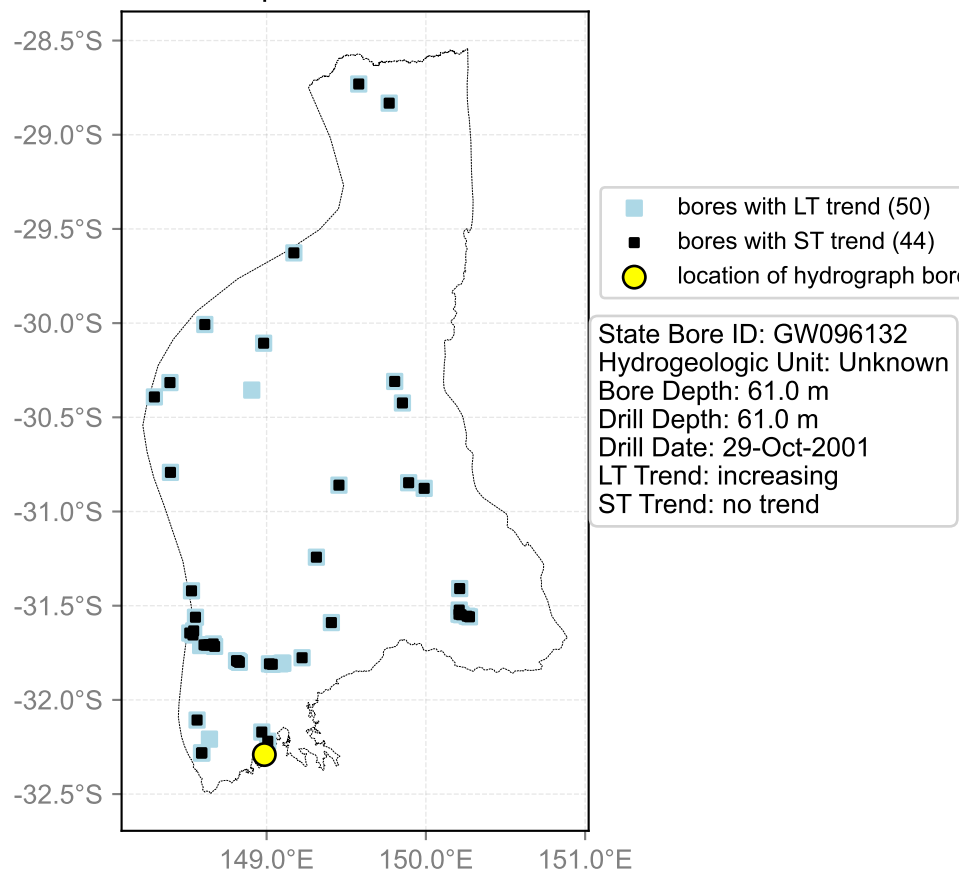 -28.5°S
-29.0°S
-29.5°S
-30.0°S
-30.5°S
-31.0°S
-31.5°S
-32.0°S
-32.5°S
149.0°E
150.0°E
151.0°E
bores with LT trend (50)
bores with ST trend (44)
location of hydrograph
State Bore ID: GW096132
Hydrogeologic Unit: Unknown
Bore Depth: 61.0 m
Drill Depth: 61.0 m
Drill Date: 29-Oct-2001
LT Trend: increasing
ST Trend: no trend